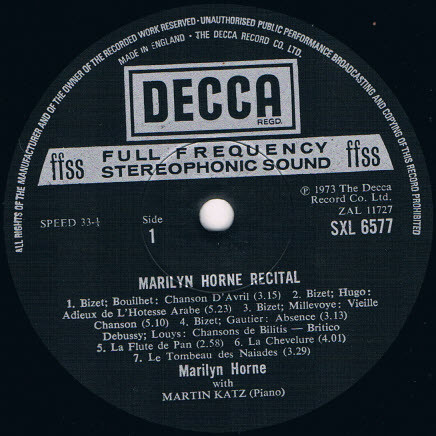 ALL RIGHTS OF THE MANUFACTURER AND OF THE OWNER OF THE RECORDED WORK RESERVED · UNAUTHORISED PUBLIC PERFORMANCE BROADCASTING AND COPYING OF THIS RECORD PROHIBITED
MADE IN ENGLAND · THE DECCA RECORD CO. LTD.
DECCA
REGD.
ffss FULL FREQUENCY STEREOPHONIC SOUND ffss
SPEED 33⅓
Side
1
Ⓟ 1973 The Decca
Record Co. Ltd.
ZAL 11727
SXL 6577
MARILYN HORNE RECITAL
1. Bizet; Bouilhet: Chanson D'Avril (3.15) 2. Bizet; Hugo:
Adieux de L'Hotesse Arabe (5.23) 3. Bizet; Millevoye: Vieille
Chanson (5.10) 4. Bizet; Gautier: Absence (3.13)
Debussy; Louys: Chansons de Bilitis — Britico
5. La Flute de Pan (2.58) 6. La Chevelure (4.01)
7. Le Tombeau des Naiades (3.29)
Marilyn Horne
with
MARTIN KATZ (Piano)